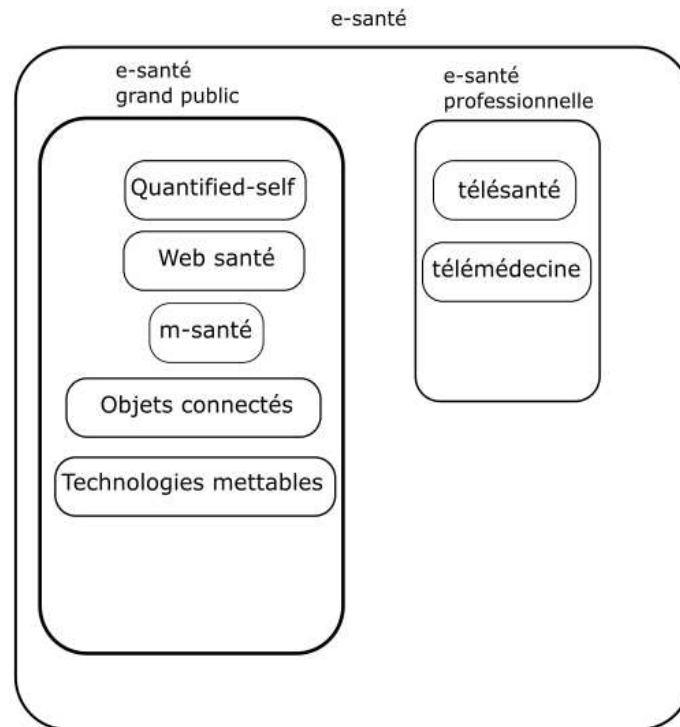 e-santé
e-santé
grand public
Quantified-self
Web santé
m-santé
Objets connectés
Technologies mettables
e-santé
professionnelle
télésanté
télémédecine